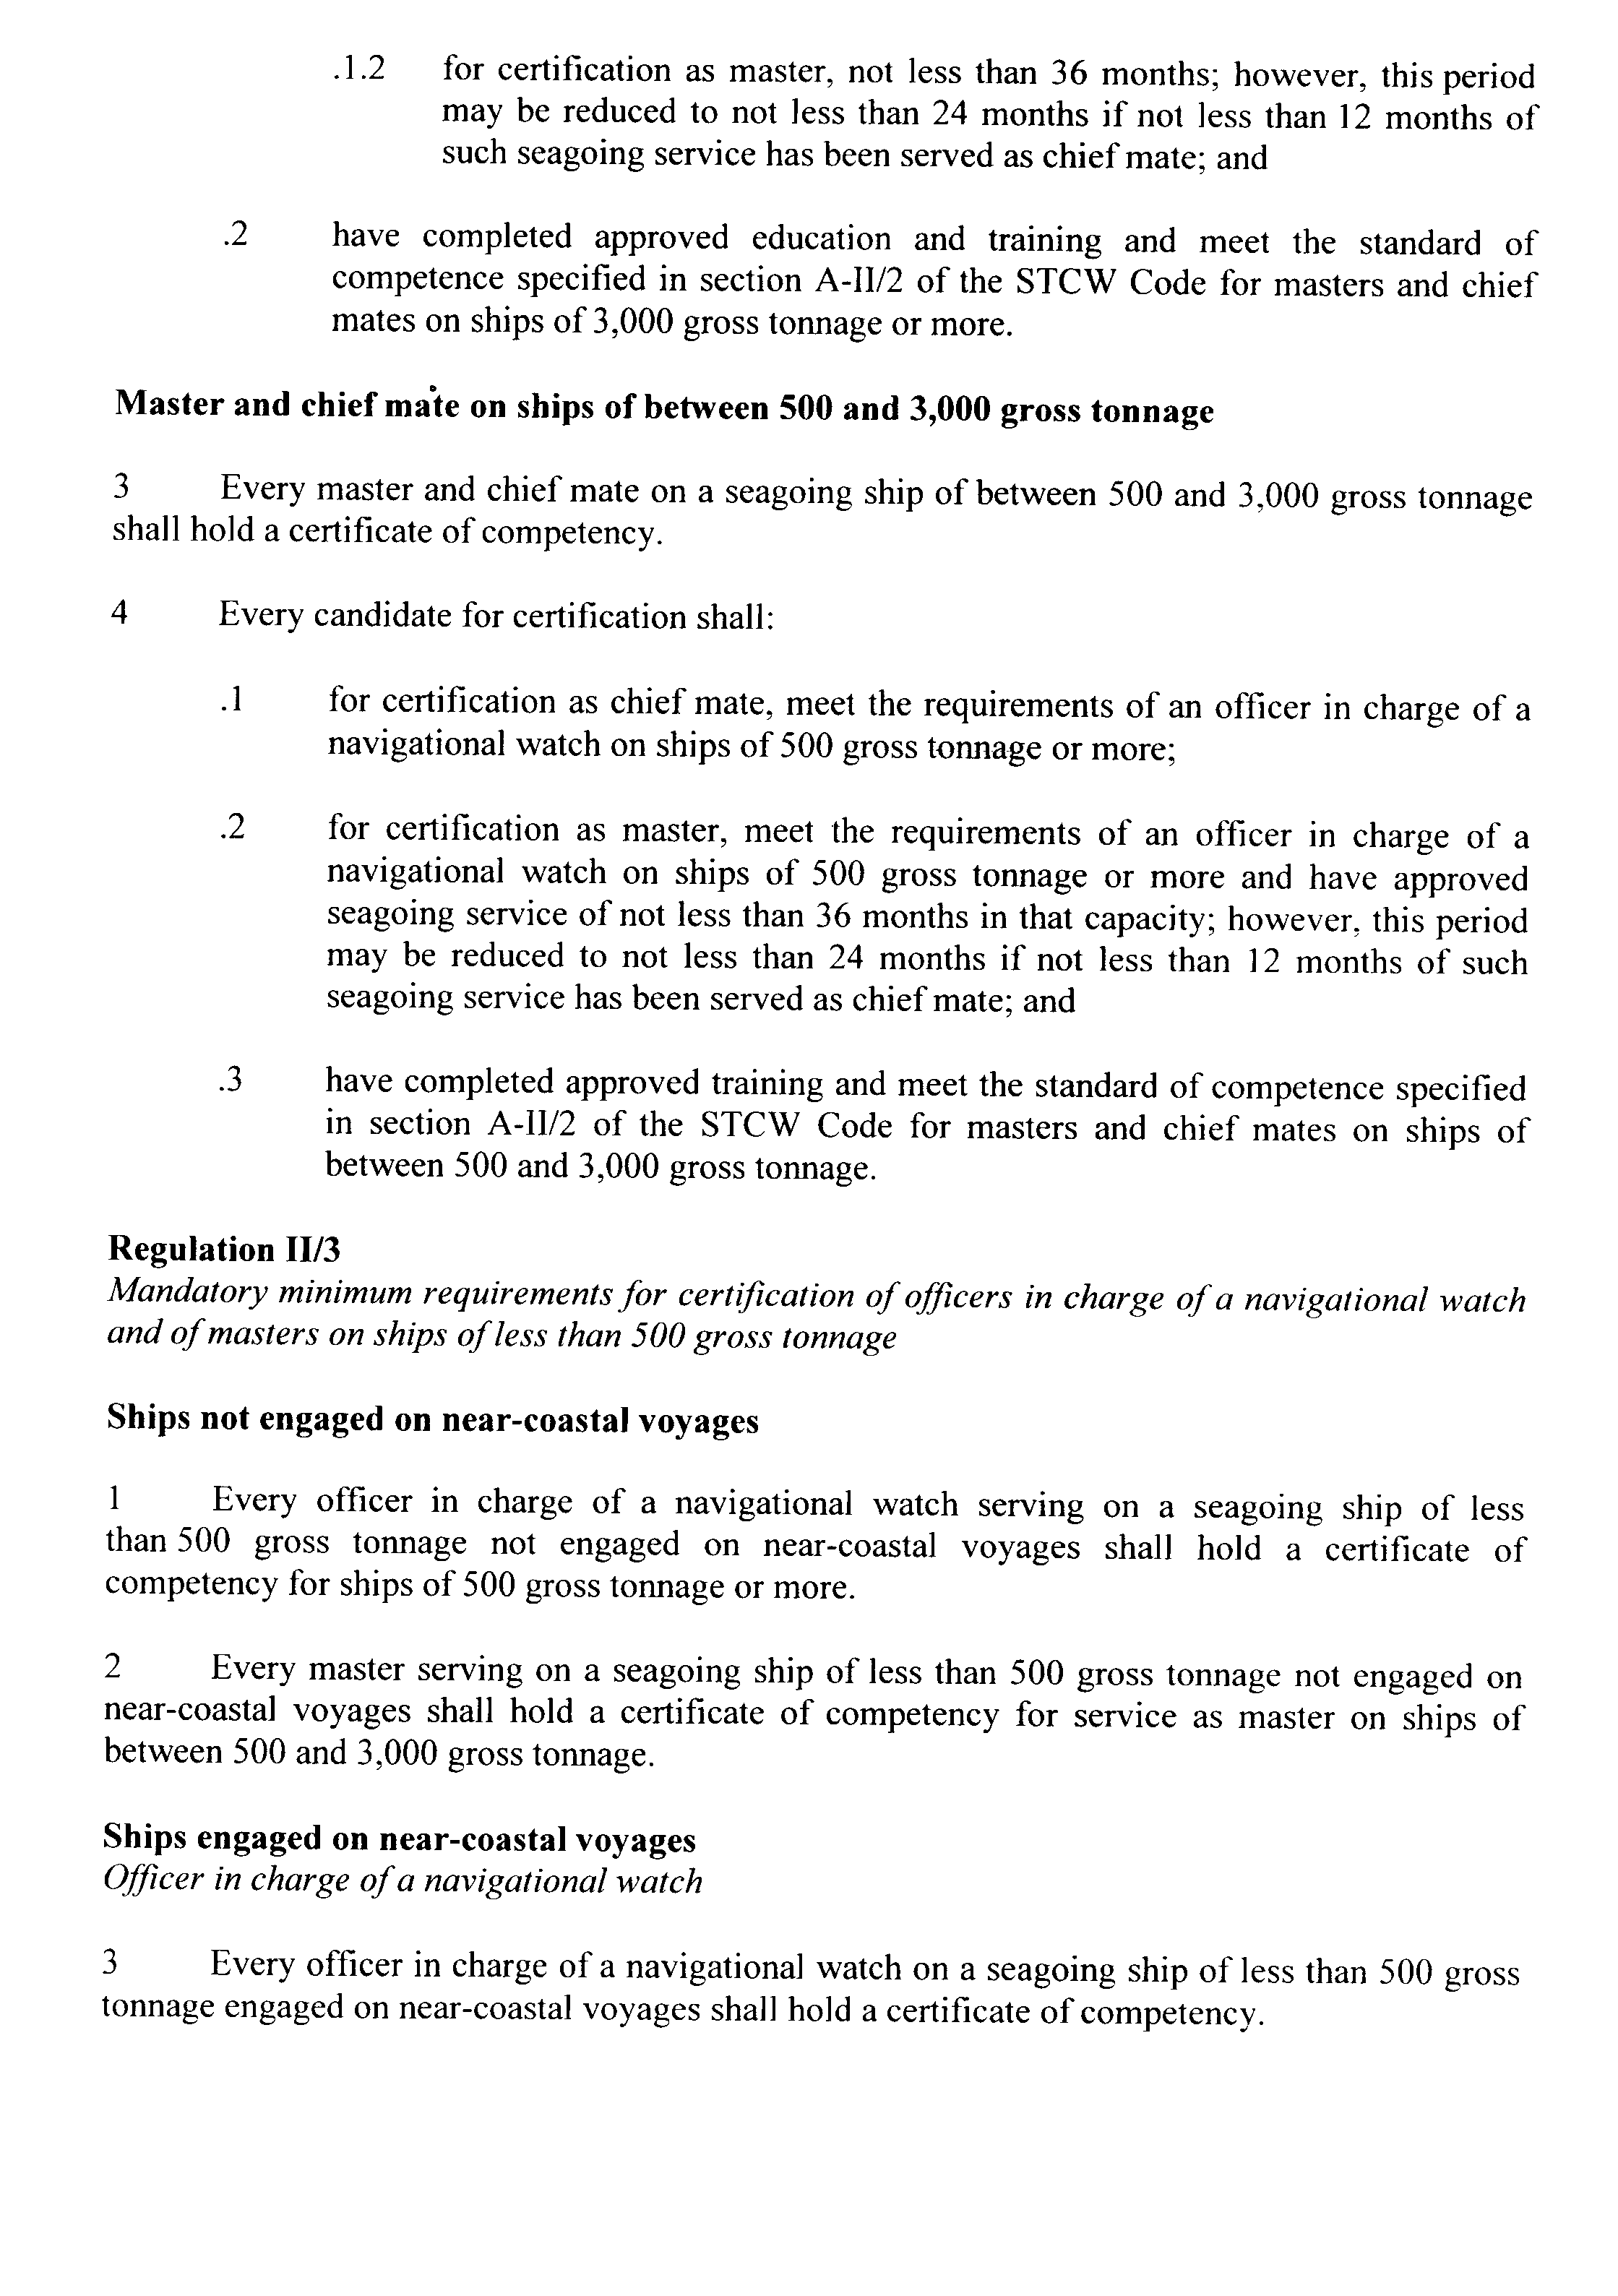 .1.2 for certification as master, not less than 36 months; however, this period
may be reduced to not less than 24 months if not less than 12 months of
such seagoing service has been served as chief mate; and
.2 have completed approved education and training and meet the standard of
competence specified in section A-II/2 of the STCW Code for masters and chief
mates on ships of 3,000 gross tonnage or more.
Master and chief mate on ships of between 500 and 3,000 gross tonnage
3 Every master and chief mate on a seagoing ship of between 500 and 3,000 gross tonnage
shall hold a certificate of competency.
4 Every candidate for certification shall:
.1 for certification as chief mate, meet the requirements of an officer in charge of a
navigational watch on ships of 500 gross tonnage or more;
.2 for certification as master, meet the requirements of an officer in charge of a
navigational watch on ships of 500 gross tonnage or more and have approved
seagoing service of not less than 36 months in that capacity; however, this period
may be reduced to not less than 24 months if not less than 12 months of such
seagoing service has been served as chief mate; and
.3 have completed approved training and meet the standard of competence specified
in section A-II/2 of the STCW Code for masters and chief mates on ships of
between 500 and 3,000 gross tonnage.
Regulation II/3
Mandatory minimum requirements for certification of officers in charge of a navigational watch
and of masters on ships of less than 500 gross tonnage
Ships not engaged on near-coastal voyages
1 Every officer in charge of a navigational watch serving on a seagoing ship of less
than 500 gross tonnage not engaged on near-coastal voyages shall hold a certificate of
competency for ships of 500 gross tonnage or more.
2 Every master serving on a seagoing ship of less than 500 gross tonnage not engaged on
near-coastal voyages shall hold a certificate of competency for service as master on ships of
between 500 and 3,000 gross tonnage.
Ships engaged on near-coastal voyages
Officer in charge of a navigational watch
3 Every officer in charge of a navigational watch on a seagoing ship of less than 500 gross
tonnage engaged on near-coastal voyages shall hold a certificate of competency.